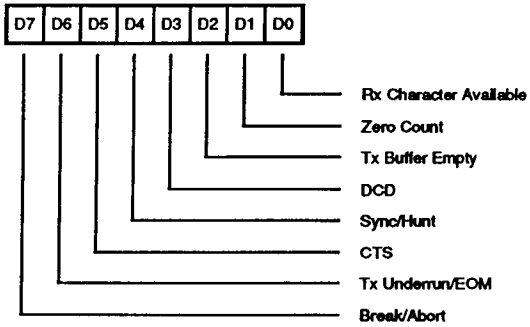 D7 D6 D5 D4 D3 D2 D1 D0
Rx Character Available
Zero Count
Tx Buffer Empty
DCD
Sync/Hunt
CTS
Tx Underrun/EOM
Break/Abort